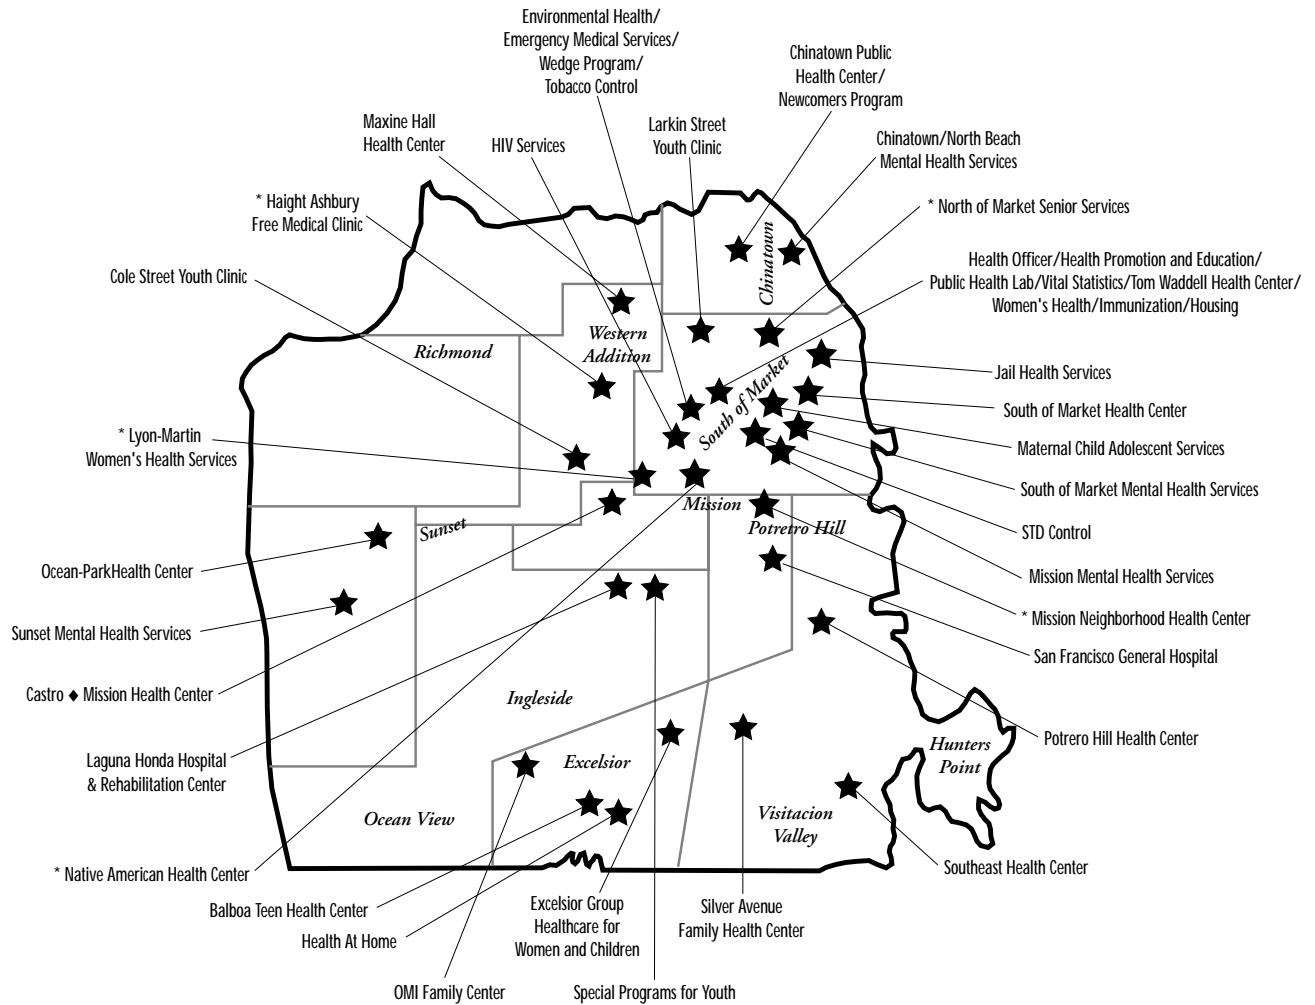 Environmental Health/
Emergency Medical Services/
Wedge Program/
Tobacco Control
Chinatown Public
Health Center/
Newcomers Program
Maxine Hall
Health Center
HIV Services
Larkin Street
Youth Clinic
Chinatown/North Beach
Mental Health Services
* Haight Ashbury
Free Medical Clinic
* North of Market Senior Services
Cole Street Youth Clinic
Health Officer/Health Promotion and Education/
Public Health Lab/Vital Statistics/Tom Waddell Health Center/
Women's Health/Immunization/Housing
Chinatown
Richmond
Western
Addition
South of Market
Jail Health Services
South of Market Health Center
* Lyon-Martin
Women's Health Services
Maternal Child Adolescent Services
South of Market Mental Health Services
Mission
Potretro Hill
Sunset
STD Control
Ocean-ParkHealth Center
Mission Mental Health Services
Sunset Mental Health Services
* Mission Neighborhood Health Center
San Francisco General Hospital
Castro ♦ Mission Health Center
Ingleside
Potrero Hill Health Center
Laguna Honda Hospital
& Rehabilitation Center
Hunters
Point
Excelsior
Ocean View
Visitacion
Valley
* Native American Health Center
Southeast Health Center
Balboa Teen Health Center
Health At Home
Excelsior Group
Healthcare for
Women and Children
Silver Avenue
Family Health Center
OMI Family Center
Special Programs for Youth